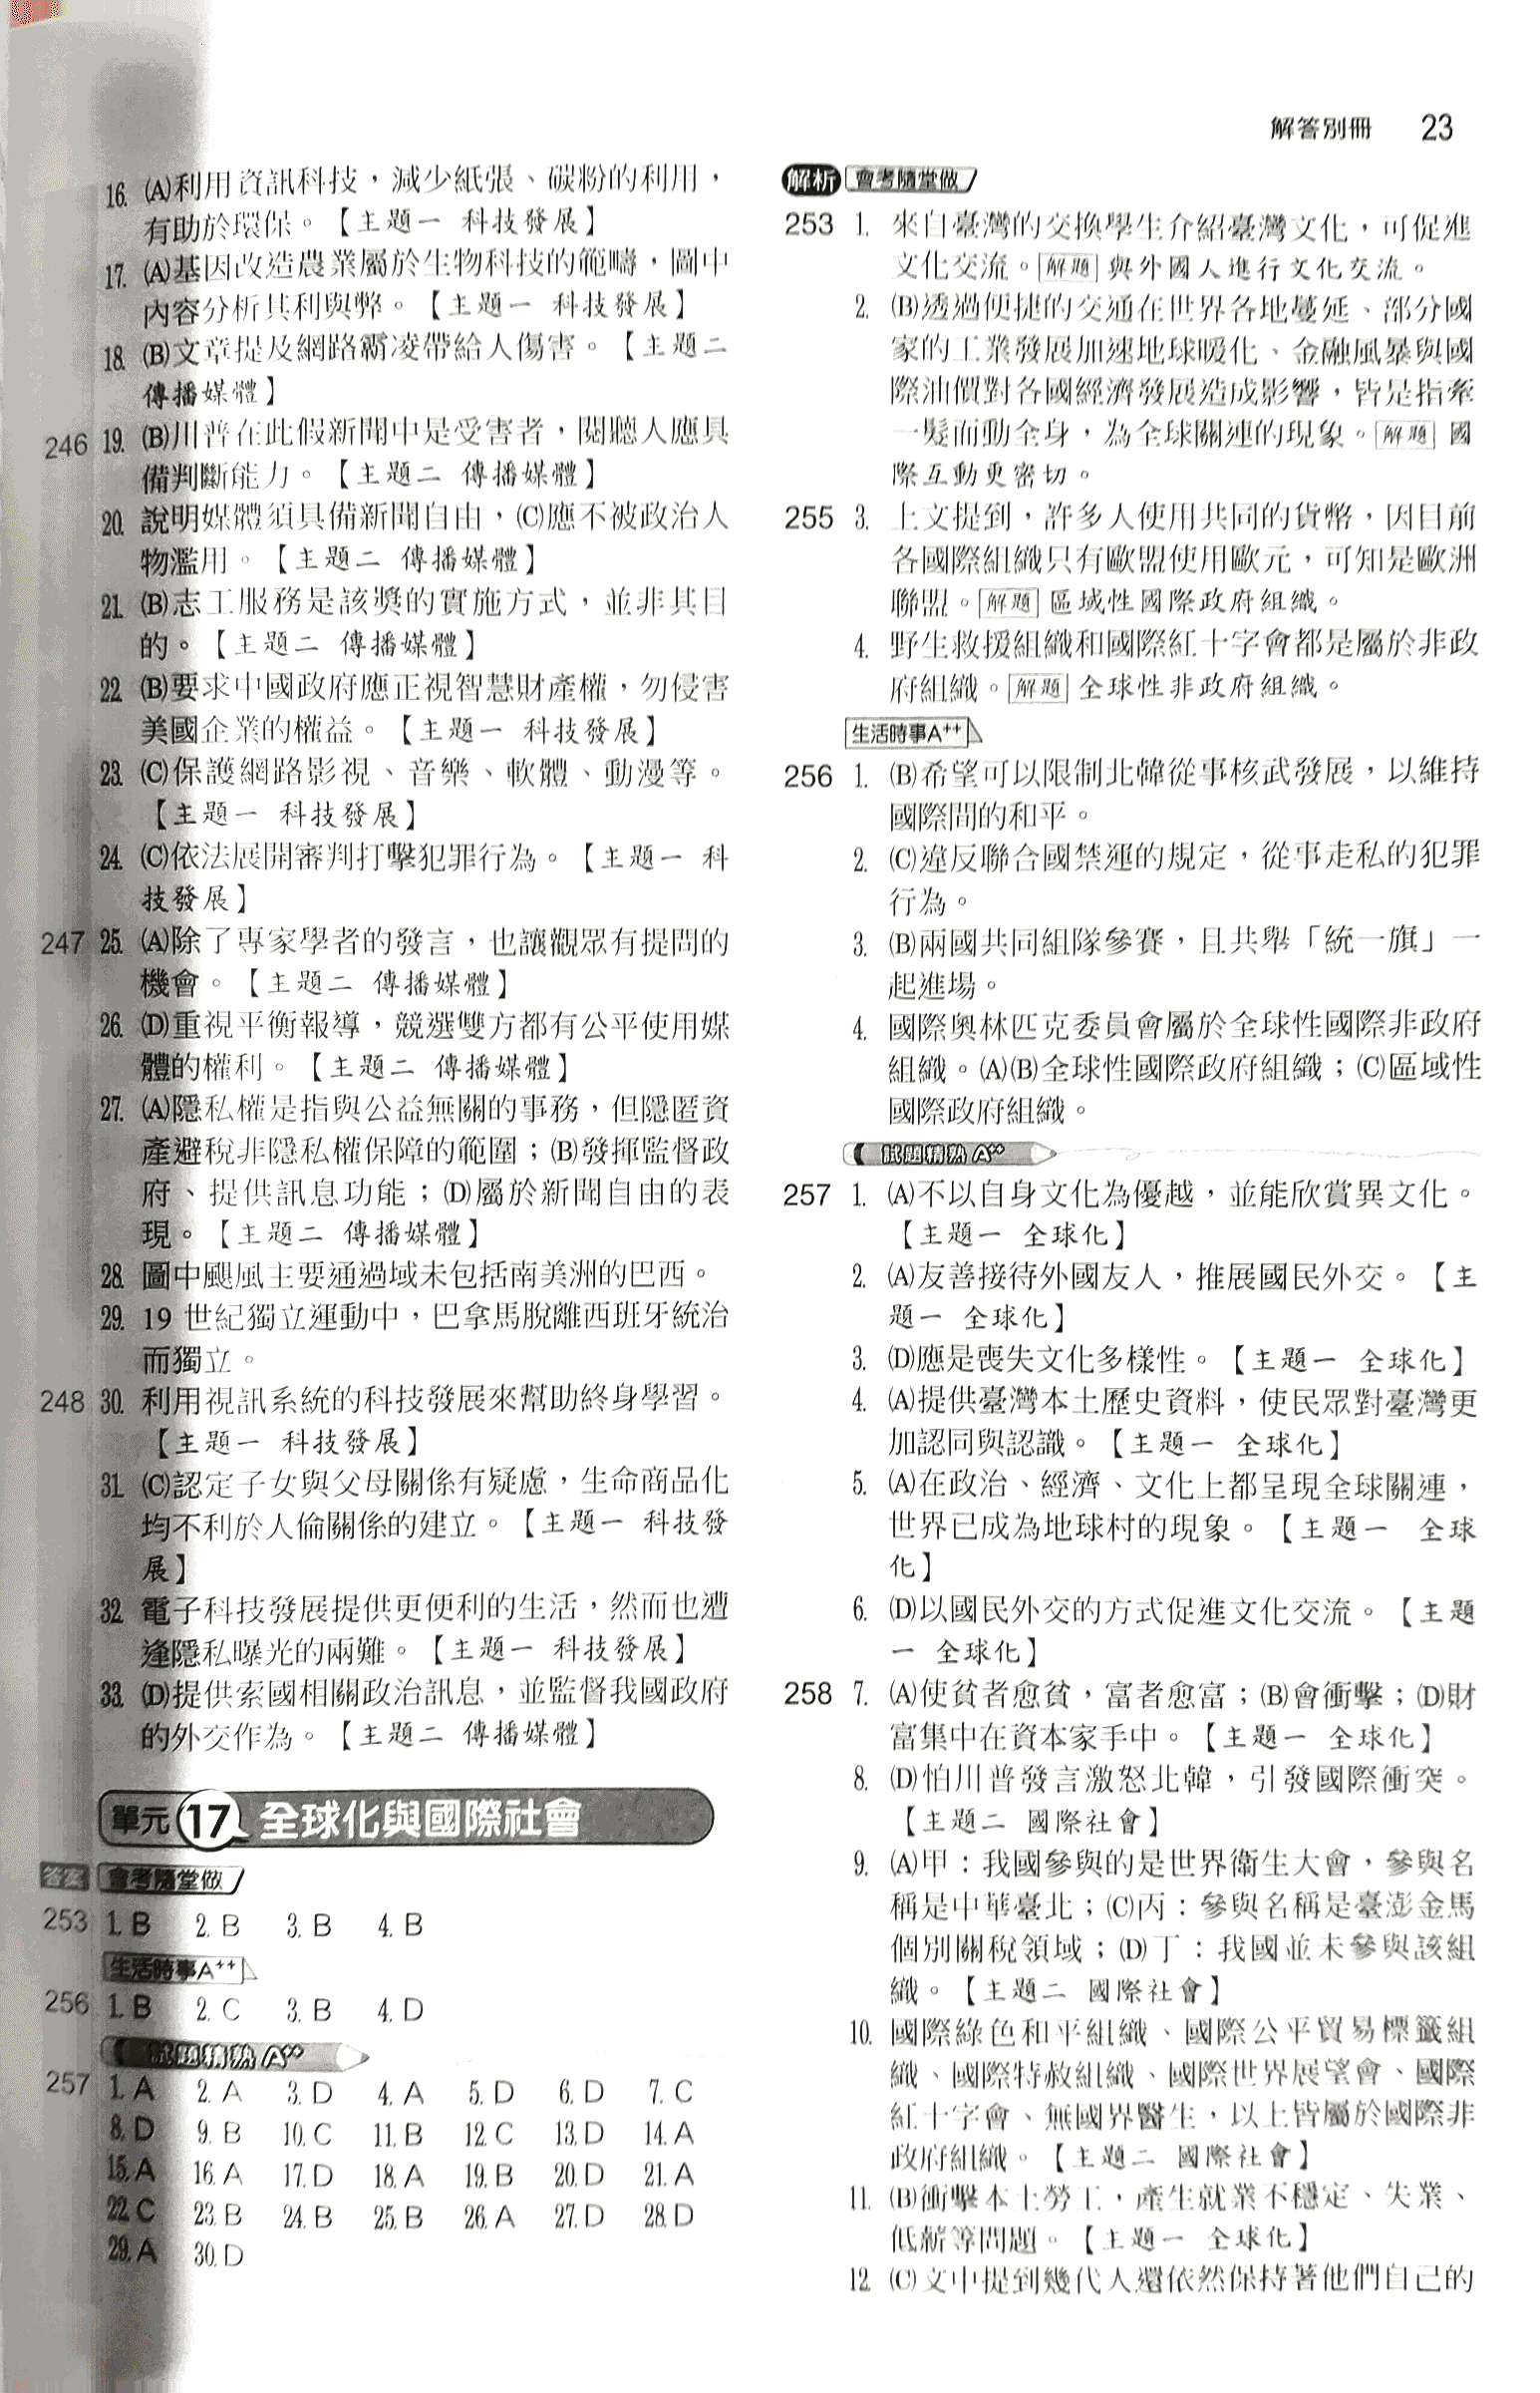 解答別冊 23
16. (A)利用資訊科技，減少紙張、碳粉的利用，
有助於環保。【主題一 科技發展】
17. (A)基因改造農業屬於生物科技的範疇，圖中
內容分析其利與弊。【主題一 科技發展】
18. (B)文章提及網路霸凌帶給人傷害。【主題二
傳播媒體】
246 19. (B)川普在此假新聞中是受害者，閱聽人應具
備判斷能力。【主題二 傳播媒體】
20. 說明媒體須具備新聞自由，(C)應不被政治人
物濫用。【主題二 傳播媒體】
21. (B)志工服務是該獎的實施方式，並非其目
的。【主題二 傳播媒體】
22. (B)要求中國政府應正視智慧財產權，勿侵害
美國企業的權益。【主題一 科技發展】
23. (C)保護網路影視、音樂、軟體、動漫等。
【主題一 科技發展】
24. (C)依法展開審判打擊犯罪行為。【主題一 科
技發展】
247 25. (A)除了專家學者的發言，也讓觀眾有提問的
機會。【主題二 傳播媒體】
26. (D)重視平衡報導，競選雙方都有公平使用媒
體的權利。【主題二 傳播媒體】
27. (A)隱私權是指與公益無關的事務，但隱匿資
產避稅非隱私權保障的範圍；(B)發揮監督政
府、提供訊息功能；(D)屬於新聞自由的表
現。【主題二 傳播媒體】
28. 圖中颶風主要通過域未包括南美洲的巴西。
29. 19 世紀獨立運動中，巴拿馬脫離西班牙統治
而獨立。
248 30. 利用視訊系統的科技發展來幫助終身學習。
【主題一 科技發展】
31. (C)認定子女與父母關係有疑慮，生命商品化
均不利於人倫關係的建立。【主題一 科技發
展】
32. 電子科技發展提供更便利的生活，然而也遭
逢隱私曝光的兩難。【主題一 科技發展】
33. (D)提供索國相關政治訊息，並監督我國政府
的外交作為。【主題二 傳播媒體】
單元 17 全球化與國際社會
答案 會考隨堂做
253 1. B 2. B 3. B 4. B
生活時事A++
256 1. B 2. C 3. B 4. D
試題精熟A++
257 1. A 2. A 3. D 4. A 5. D 6. D 7. C
8. D 9. B 10. C 11. B 12. C 13. D 14. A
15. A 16. A 17. D 18. A 19. B 20. D 21. A
22. C 23. B 24. B 25. B 26. A 27. D 28. D
29. A 30. D
解析 會考隨堂做
253 1. 來自臺灣的交換學生介紹臺灣文化，可促進
文化交流。解題 與外國人進行文化交流。
2. (B)透過便捷的交通在世界各地蔓延、部分國
家的工業發展加速地球暖化、金融風暴與國
際油價對各國經濟發展造成影響，皆是指牽
一髮而動全身，為全球關連的現象。解題 國
際互動更密切。
255 3. 上文提到，許多人使用共同的貨幣，因目前
各國際組織只有歐盟使用歐元，可知是歐洲
聯盟。解題 區域性國際政府組織。
4. 野生救援組織和國際紅十字會都是屬於非政
府組織。解題 全球性非政府組織。
生活時事A++
256 1. (B)希望可以限制北韓從事核武發展，以維持
國際間的和平。
2. (C)違反聯合國禁運的規定，從事走私的犯罪
行為。
3. (B)兩國共同組隊參賽，且共舉「統一旗」一
起進場。
4. 國際奧林匹克委員會屬於全球性國際非政府
組織。(A)(B)全球性國際政府組織；(C)區域性
國際政府組織。
試題精熟A++
257 1. (A)不以自身文化為優越，並能欣賞異文化。
【主題一 全球化】
2. (A)友善接待外國友人，推展國民外交。【主
題一 全球化】
3. (D)應是喪失文化多樣性。【主題一 全球化】
4. (A)提供臺灣本土歷史資料，使民眾對臺灣更
加認同與認識。【主題一 全球化】
5. (A)在政治、經濟、文化上都呈現全球關連，
世界已成為地球村的現象。【主題一 全球
化】
6. (D)以國民外交的方式促進文化交流。【主題
一 全球化】
258 7. (A)使貧者愈貧，富者愈富；(B)會衝擊；(D)財
富集中在資本家手中。【主題一 全球化】
8. (D)怕川普發言激怒北韓，引發國際衝突。
【主題二 國際社會】
9. (A)甲：我國參與的是世界衛生大會，參與名
稱是中華臺北；(C)丙：參與名稱是臺澎金馬
個別關稅領域；(D)丁：我國並未參與該組
織。【主題二 國際社會】
10. 國際綠色和平組織、國際公平貿易標籤組
織、國際特赦組織、國際世界展望會、國際
紅十字會、無國界醫生，以上皆屬於國際非
政府組織。【主題二 國際社會】
11. (B)衝擊本土勞工，產生就業不穩定、失業、
低薪等問題。【主題一 全球化】
12. (C)文中提到幾代人還依然保持著他們自己的